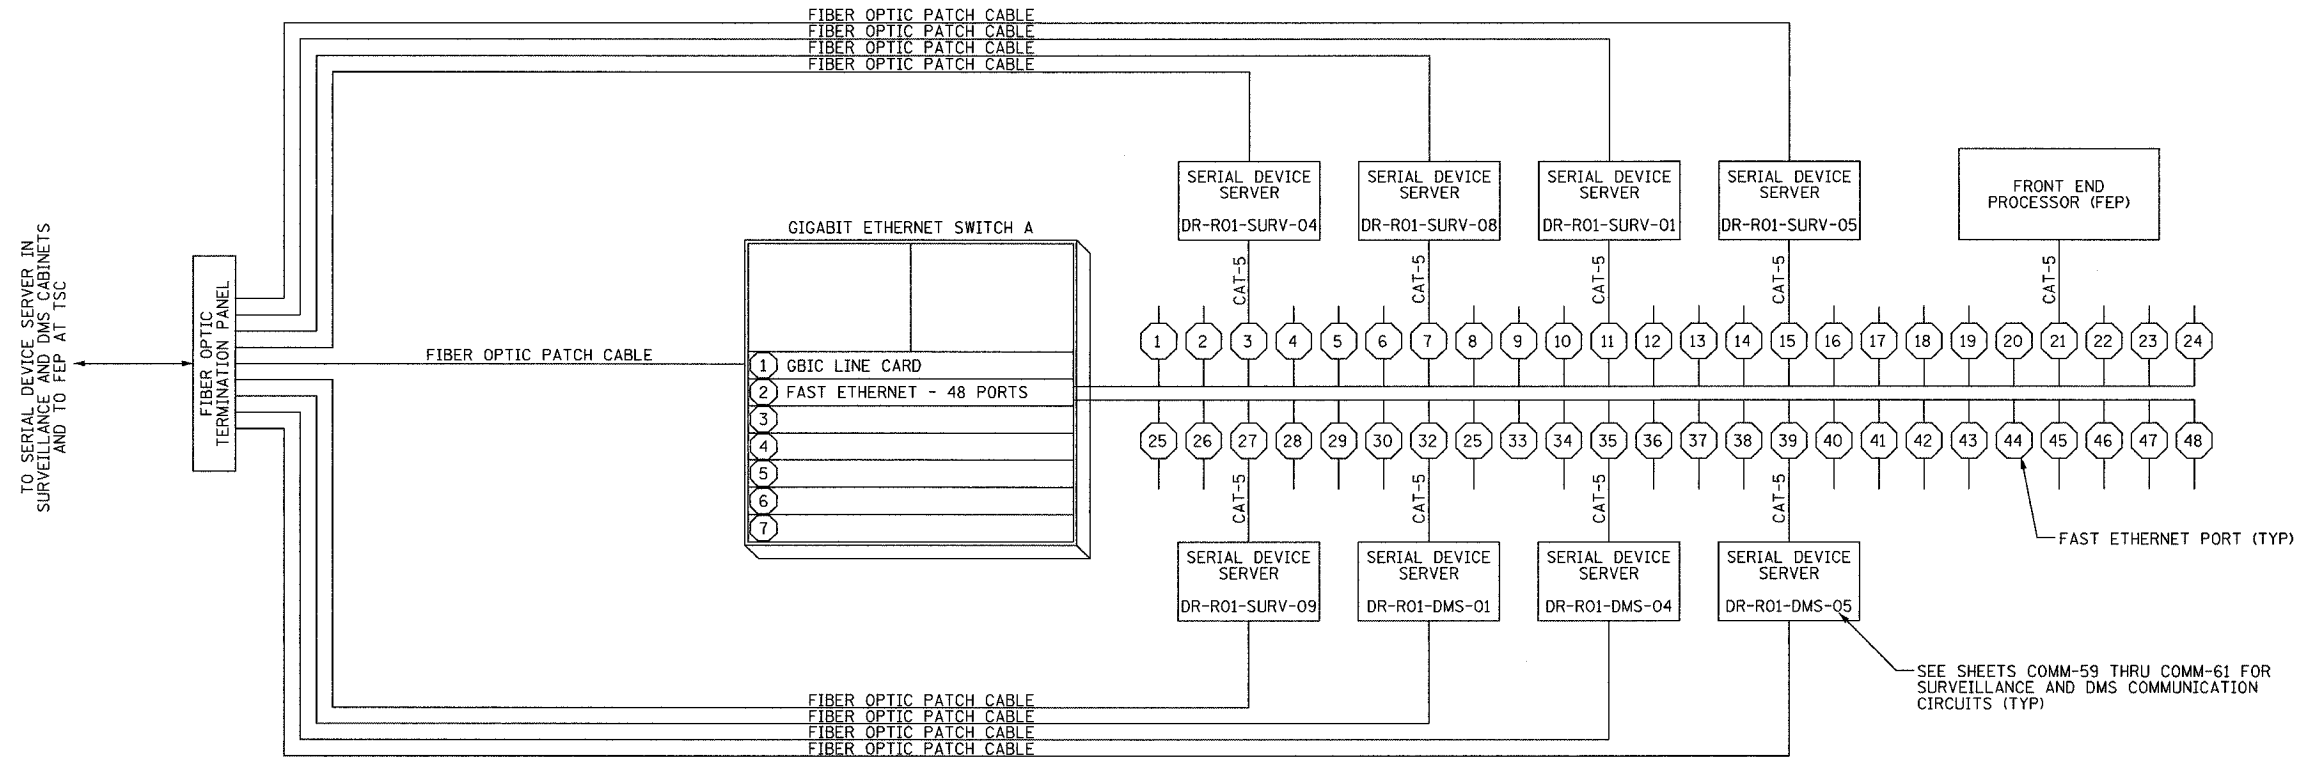 FIBER OPTIC PATCH CABLE
FIBER OPTIC PATCH CABLE
FIBER OPTIC PATCH CABLE
FIBER OPTIC PATCH CABLE
SERIAL DEVICE
SERVER
DR-R01-SURV-04
SERIAL DEVICE
SERVER
DR-R01-SURV-08
SERIAL DEVICE
SERVER
DR-R01-SURV-01
SERIAL DEVICE
SERVER
DR-R01-SURV-05
FRONT END
PROCESSOR (FEP)
CAT-5
CAT-5
CAT-5
CAT-5
CAT-5
TO SERIAL DEVICE SERVER IN
SURVEILLANCE AND DMS CABINETS
AND TO FEP AT TSC
FIBER OPTIC
TERMINATION PANEL
FIBER OPTIC PATCH CABLE
GIGABIT ETHERNET SWITCH A
1 GBIC LINE CARD
2 FAST ETHERNET - 48 PORTS
3
4
5
6
7
1 2 3 4 5 6 7 8 9 10 11 12 13 14 15 16 17 18 19 20 21 22 23 24
25 26 27 28 29 30 32 25 33 34 35 36 37 38 39 40 41 42 43 44 45 46 47 48
CAT-5
CAT-5
CAT-5
CAT-5
FAST ETHERNET PORT (TYP)
SERIAL DEVICE
SERVER
DR-R01-SURV-09
SERIAL DEVICE
SERVER
DR-R01-DMS-01
SERIAL DEVICE
SERVER
DR-R01-DMS-04
SERIAL DEVICE
SERVER
DR-R01-DMS-05
SEE SHEETS COMM-59 THRU COMM-61 FOR
SURVEILLANCE AND DMS COMMUNICATION
CIRCUITS (TYP)
FIBER OPTIC PATCH CABLE
FIBER OPTIC PATCH CABLE
FIBER OPTIC PATCH CABLE
FIBER OPTIC PATCH CABLE